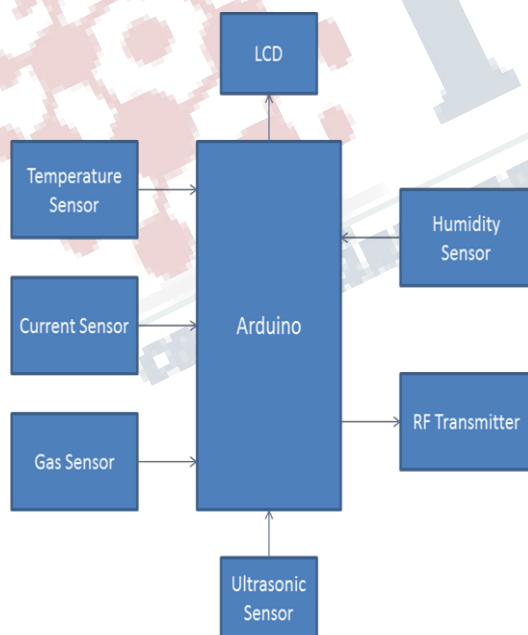 LCD
Temperature
Sensor
Humidity
Sensor
Current Sensor
Arduino
Gas Sensor
RF Transmitter
Ultrasonic
Sensor